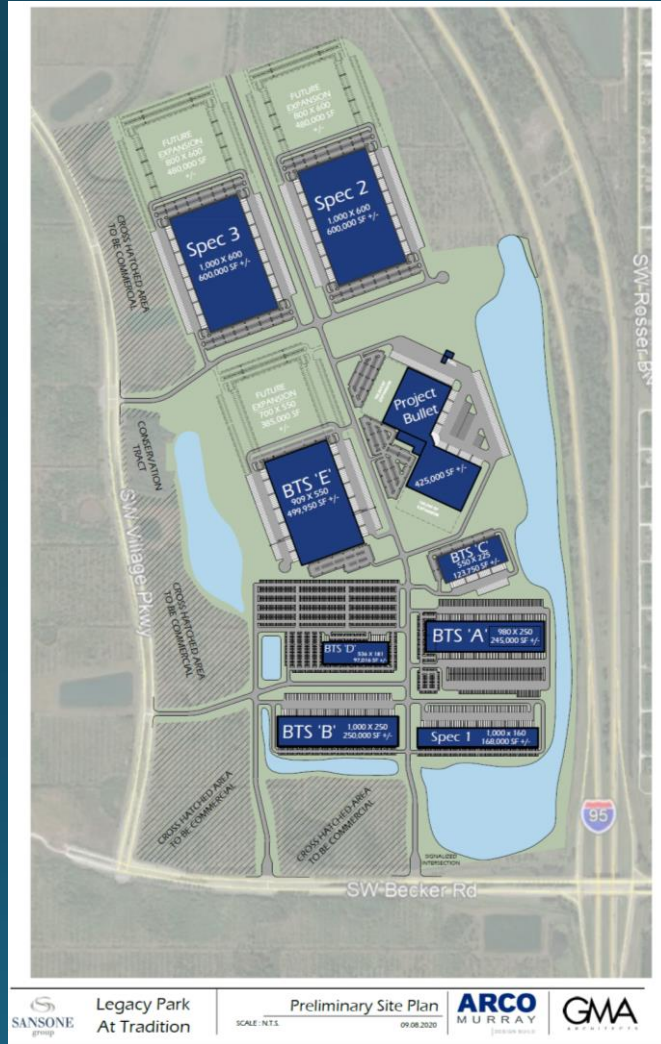 FUTURE
EXPANSION
800 X 600
480,000 SF
+/-
FUTURE
EXPANSION
800 X 600
480,000 SF
+/-
Spec 2
1,000 X 600
600,000 SF +/-
Spec 3
1,000 X 600
600,000 SF +/-
CROSS HATCHED AREA
TO BE COMMERCIAL
SW Rosser Bl
FUTURE
EXPANSION
700 X 550
385,000 SF
+/-
Project
Bullet
425,000 SF +/-
CONSERVATION
TRACT
BTS 'E'
909 X 550
499,950 SF +/-
SW Village Pkwy
BTS 'C'
550 X 225
123,750 SF +/-
CROSS HATCHED AREA
TO BE COMMERCIAL
BTS 'A'
980 X 250
245,000 SF +/-
BTS 'D'
BTS 'B'
1,000 X 250
250,000 SF +/-
Spec 1
1,000 x 160
168,000 SF +/-
CROSS HATCHED AREA
TO BE COMMERCIAL
CROSS HATCHED AREA
TO BE COMMERCIAL
95
SIGNALIZED
INTERSECTION
SW Becker Rd
SANSONE
group
Legacy Park
At Tradition
Preliminary Site Plan
SCALE : N.T.S.
09.08.2020
ARCO
MURRAY
DESIGN BUILD
GMA
ARCHITECTS